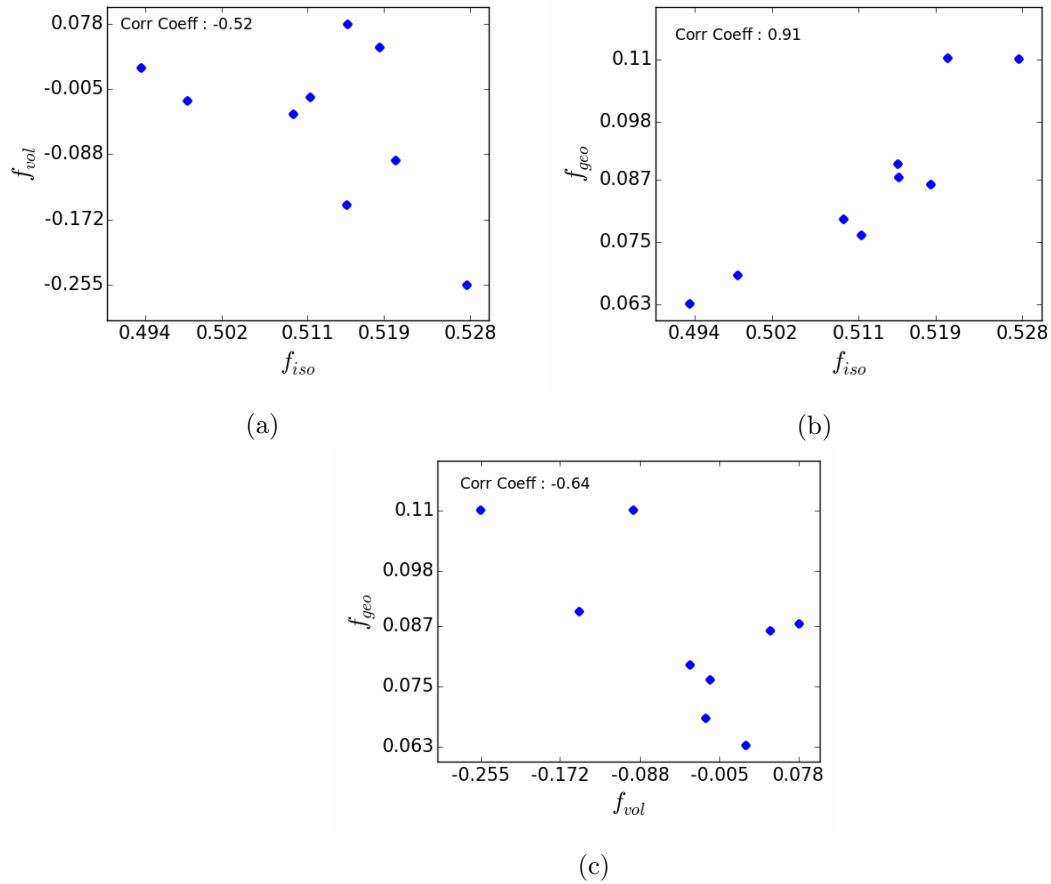 Corr Coeff : -0.52
0.078
-0.005
-0.088
-0.172
-0.255
f_vol
0.494 0.502 0.511 0.519 0.528
f_iso
(a)
Corr Coeff : 0.91
0.11
0.098
0.087
0.075
0.063
f_geo
0.494 0.502 0.511 0.519 0.528
f_iso
(b)
Corr Coeff : -0.64
0.11
0.098
0.087
0.075
0.063
f_geo
-0.255 -0.172 -0.088 -0.005 0.078
f_vol
(c)